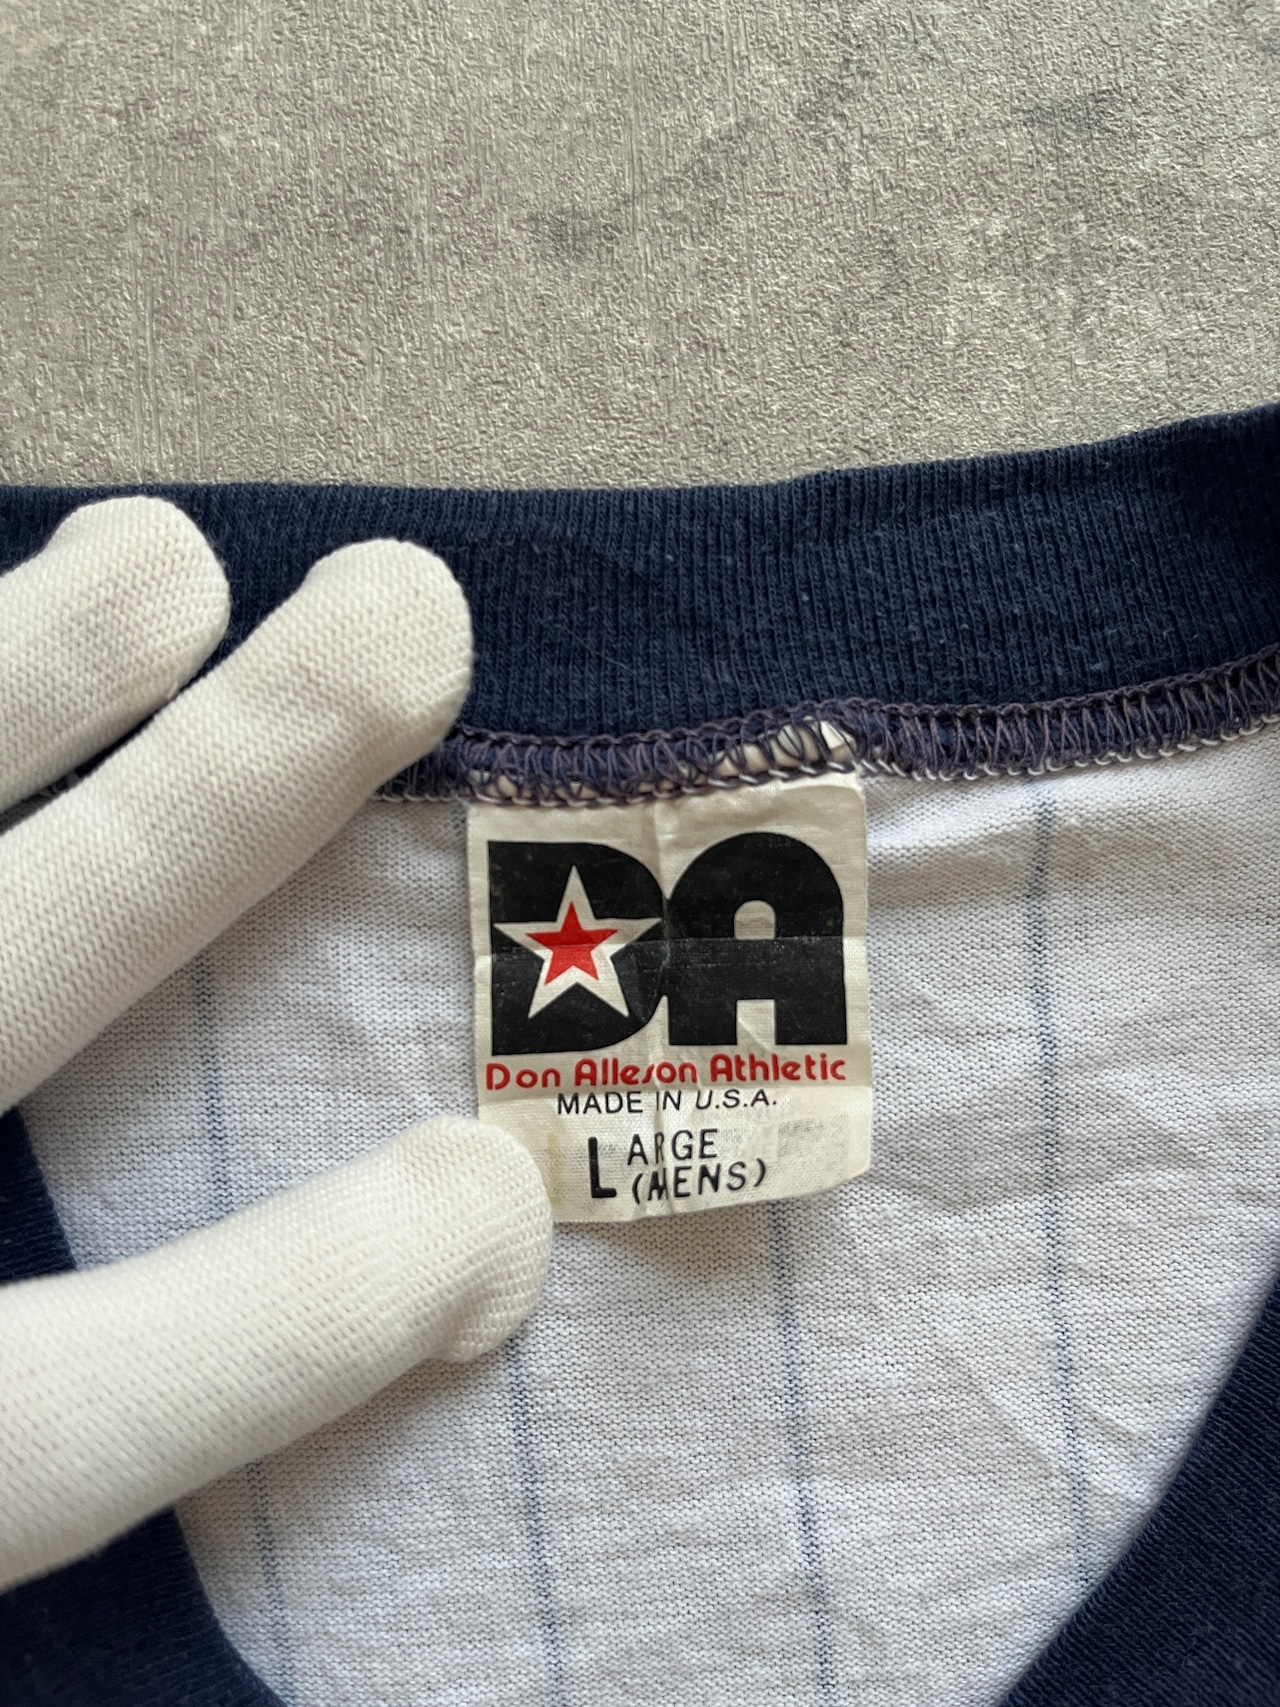 DA
Don Alleson Athletic
MADE IN U.S.A.
LARGE
(MENS)